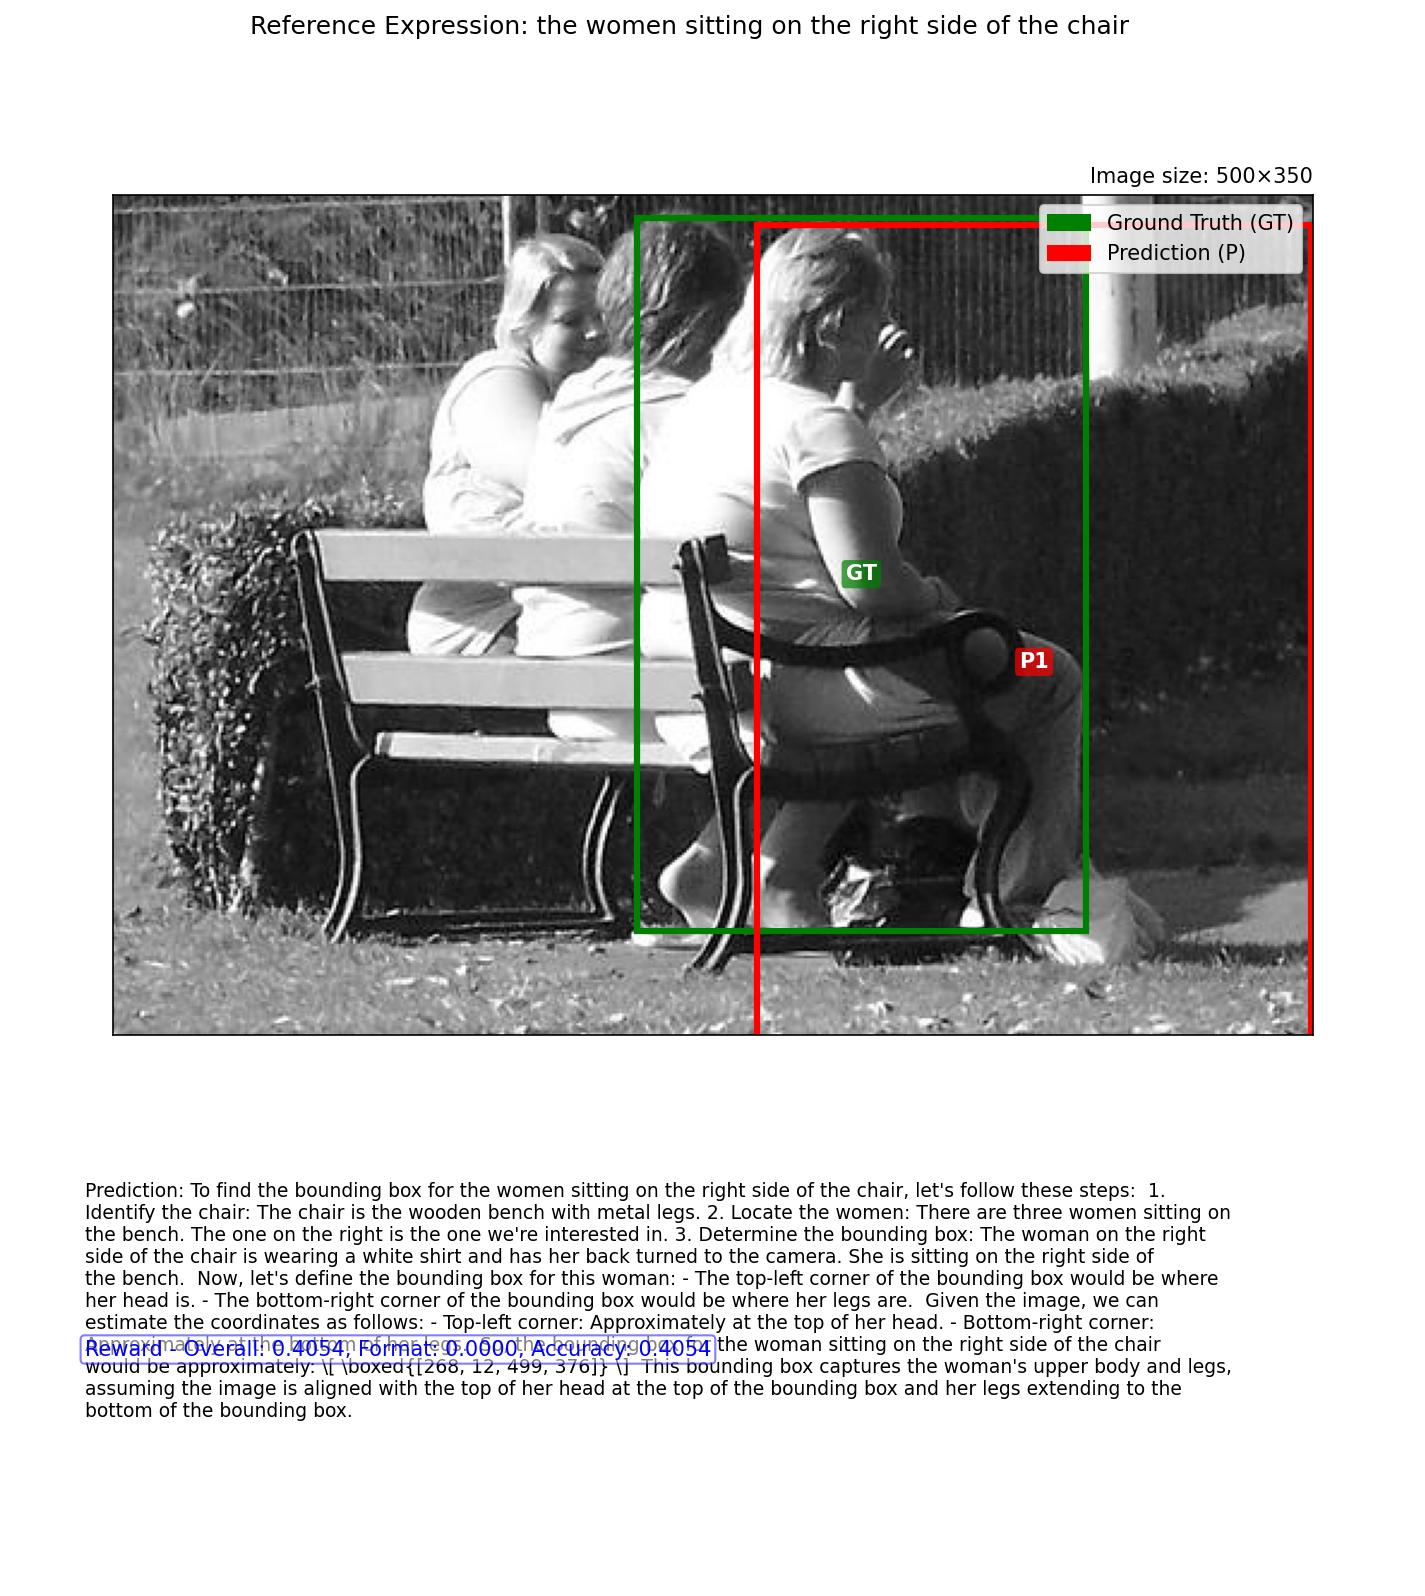 Reference Expression: the women sitting on the right side of the chair
Image size: 500×350
Ground Truth (GT)
Prediction (P)
GT
P1
Prediction: To find the bounding box for the women sitting on the right side of the chair, let's follow these steps:  1.
Identify the chair: The chair is the wooden bench with metal legs. 2. Locate the women: There are three women sitting on
the bench. The one on the right is the one we're interested in. 3. Determine the bounding box: The woman on the right
side of the chair is wearing a white shirt and has her back turned to the camera. She is sitting on the right side of
the bench.  Now, let's define the bounding box for this woman: - The top-left corner of the bounding box would be where
her head is. - The bottom-right corner of the bounding box would be where her legs are.  Given the image, we can
estimate the coordinates as follows: - Top-left corner: Approximately at the top of her head. - Bottom-right corner:
Approximately at the bottom of her legs.  So, the bounding box for the woman sitting on the right side of the chair
Reward - Overall: 0.4054, Format: 0.0000, Accuracy: 0.4054
would be approximately: \[ \boxed{[268, 12, 499, 376]} \]  This bounding box captures the woman's upper body and legs,
assuming the image is aligned with the top of her head at the top of the bounding box and her legs extending to the
bottom of the bounding box.